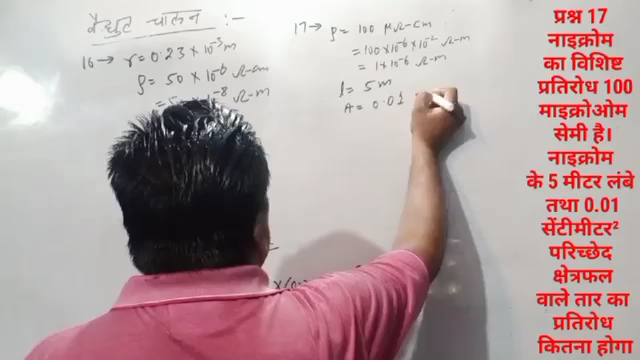 वैद्युत चालन :-
16→ r = 0.23 × 10⁻³ m
ρ = 50 × 10⁻⁶ Ω-cm
× 10⁻⁸ Ω-m
17→ ρ = 100 μΩ-cm
= 100 × 10⁻⁶ × 10⁻² Ω-m
= 1 × 10⁻⁶ Ω-m
l = 5 m
A = 0.01
प्रश्न 17
नाइक्रोम
का विशिष्ट
प्रतिरोध 100
माइक्रोओम
सेमी है।
नाइक्रोम
के 5 मीटर लंबे
तथा 0.01
सेंटीमीटर²
परिच्छेद
क्षेत्रफल
वाले तार का
प्रतिरोध
कितना होगा